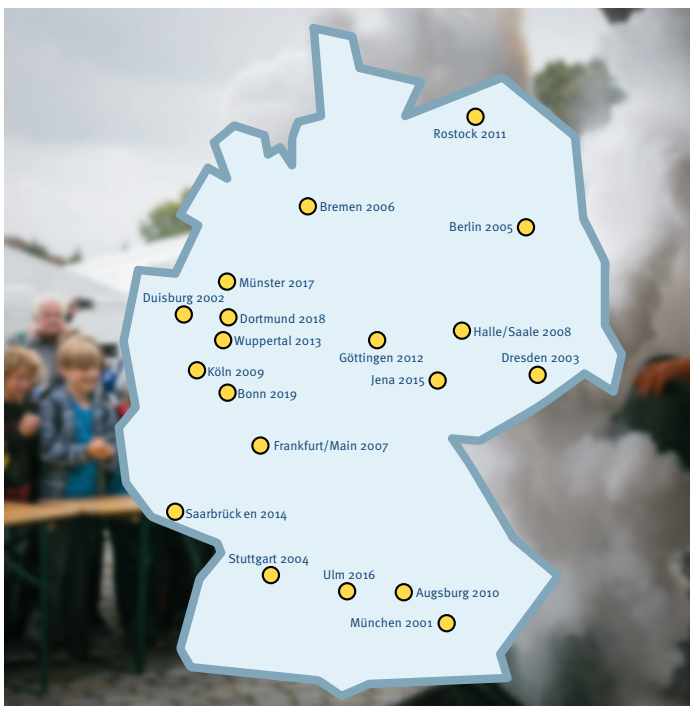 Rostock 2011
Bremen 2006
Berlin 2005
Münster 2017
Duisburg 2002
Dortmund 2018
Halle/Saale 2008
Wuppertal 2013
Göttingen 2012
Dresden 2003
Köln 2009
Jena 2015
Bonn 2019
Frankfurt/Main 2007
Saarbrücken 2014
Stuttgart 2004
Ulm 2016
Augsburg 2010
München 2001